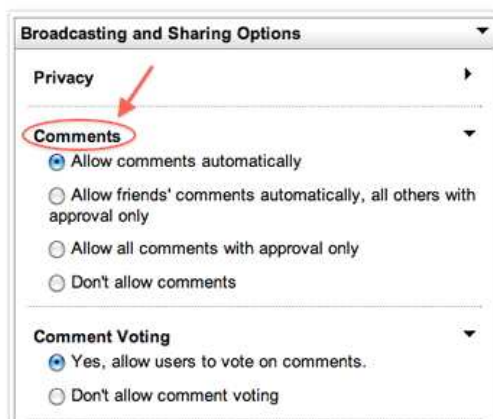 Broadcasting and Sharing Options
Privacy
Comments
Allow comments automatically
Allow friends' comments automatically, all others with
approval only
Allow all comments with approval only
Don't allow comments
Comment Voting
Yes, allow users to vote on comments.
Don't allow comment voting